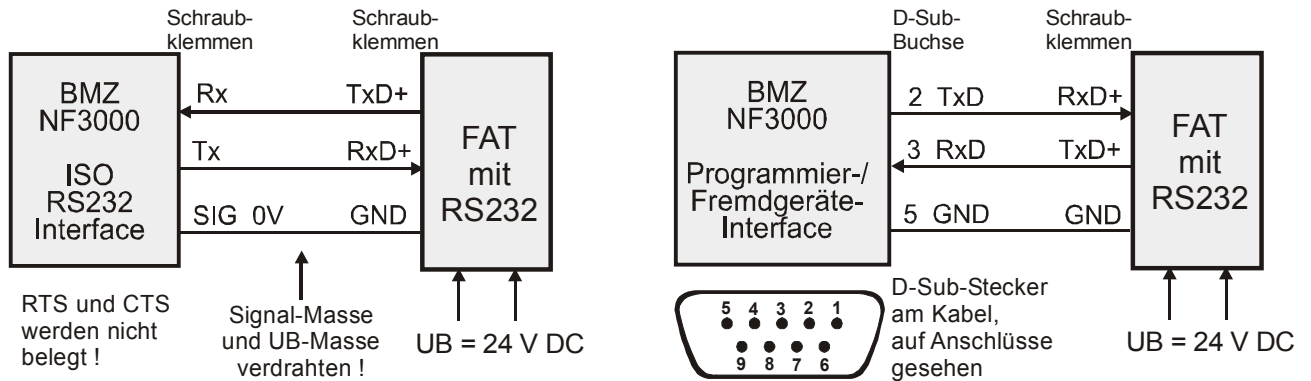 Schraub-
klemmen
Schraub-
klemmen
BMZ
NF3000
ISO
RS232
Interface
Rx
TxD+
Tx
RxD+
SIG 0V
GND
FAT
mit
RS232
RTS und CTS
werden nicht
belegt !
Signal-Masse
und UB-Masse
verdrahten !
UB = 24 V DC
D-Sub-
Buchse
Schraub-
klemmen
BMZ
NF3000
Programmier-/
Fremdgeräte-
Interface
2 TxD
RxD+
3 RxD
TxD+
5 GND
GND
FAT
mit
RS232
5 4 3 2 1
9 8 7 6
D-Sub-Stecker
am Kabel,
auf Anschlüsse
gesehen
UB = 24 V DC